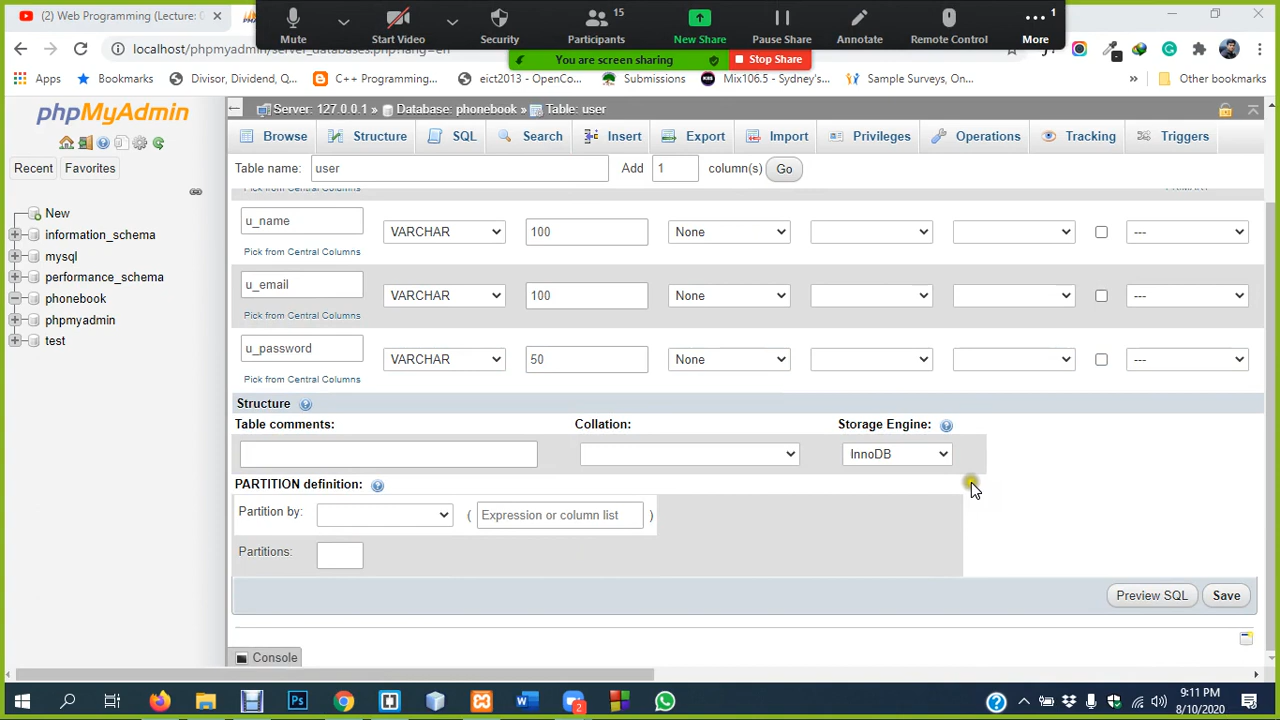 (2) Web Programming (Lecture: 
Mute
Start Video
Security
15
Participants
New Share
Pause Share
Annotate
Remote Control
More
You are screen sharing
Stop Share
localhost/phpmyadmin/server_databases.php?lang=en
Apps
Bookmarks
Divisor, Dividend, Q...
C++ Programming...
eict2013 - OpenCo...
Submissions
Mix106.5 - Sydney's...
Sample Surveys, On...
»
Other bookmarks
phpMyAdmin
Recent
Favorites
New
information_schema
mysql
performance_schema
phonebook
phpmyadmin
test
Server: 127.0.0.1 » Database: phonebook » Table: user
Browse
Structure
SQL
Search
Insert
Export
Import
Privileges
Operations
Tracking
Triggers
Table name: user Add 1 column(s) Go
Pick from Central Columns
u_name VARCHAR 100 None ---
Pick from Central Columns
u_email VARCHAR 100 None ---
Pick from Central Columns
u_password VARCHAR 50 None ---
Pick from Central Columns
Structure
Table comments: Collation: Storage Engine:
InnoDB
PARTITION definition:
Partition by: ( Expression or column list )
Partitions:
Preview SQL Save
Console
2
9:11 PM
8/10/2020